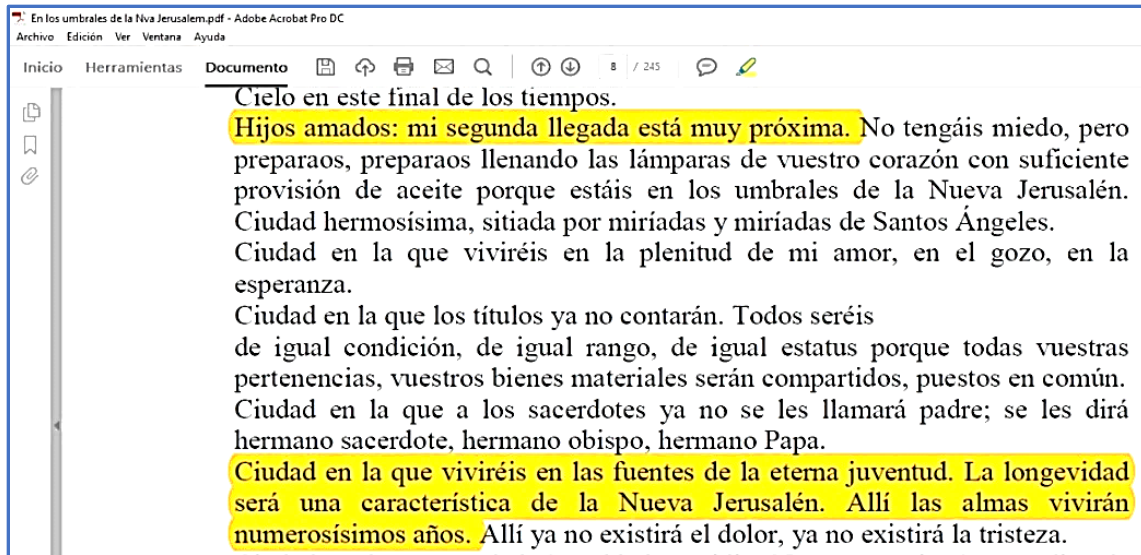 En los umbrales de la Nva Jerusalem.pdf - Adobe Acrobat Pro DC
Archivo Edición Ver Ventana Ayuda
Inicio Herramientas Documento 8 / 245
Cielo en este final de los tiempos.
Hijos amados: mi segunda llegada está muy próxima. No tengáis miedo, pero
preparaos, preparaos llenando las lámparas de vuestro corazón con suficiente
provisión de aceite porque estáis en los umbrales de la Nueva Jerusalén.
Ciudad hermosísima, sitiada por miríadas y miríadas de Santos Ángeles.
Ciudad en la que viviréis en la plenitud de mi amor, en el gozo, en la
esperanza.
Ciudad en la que los títulos ya no contarán. Todos seréis
de igual condición, de igual rango, de igual estatus porque todas vuestras
pertenencias, vuestros bienes materiales serán compartidos, puestos en común.
Ciudad en la que a los sacerdotes ya no se les llamará padre; se les dirá
hermano sacerdote, hermano obispo, hermano Papa.
Ciudad en la que viviréis en las fuentes de la eterna juventud. La longevidad
será una característica de la Nueva Jerusalén. Allí las almas vivirán
numerosísimos años. Allí ya no existirá el dolor, ya no existirá la tristeza.